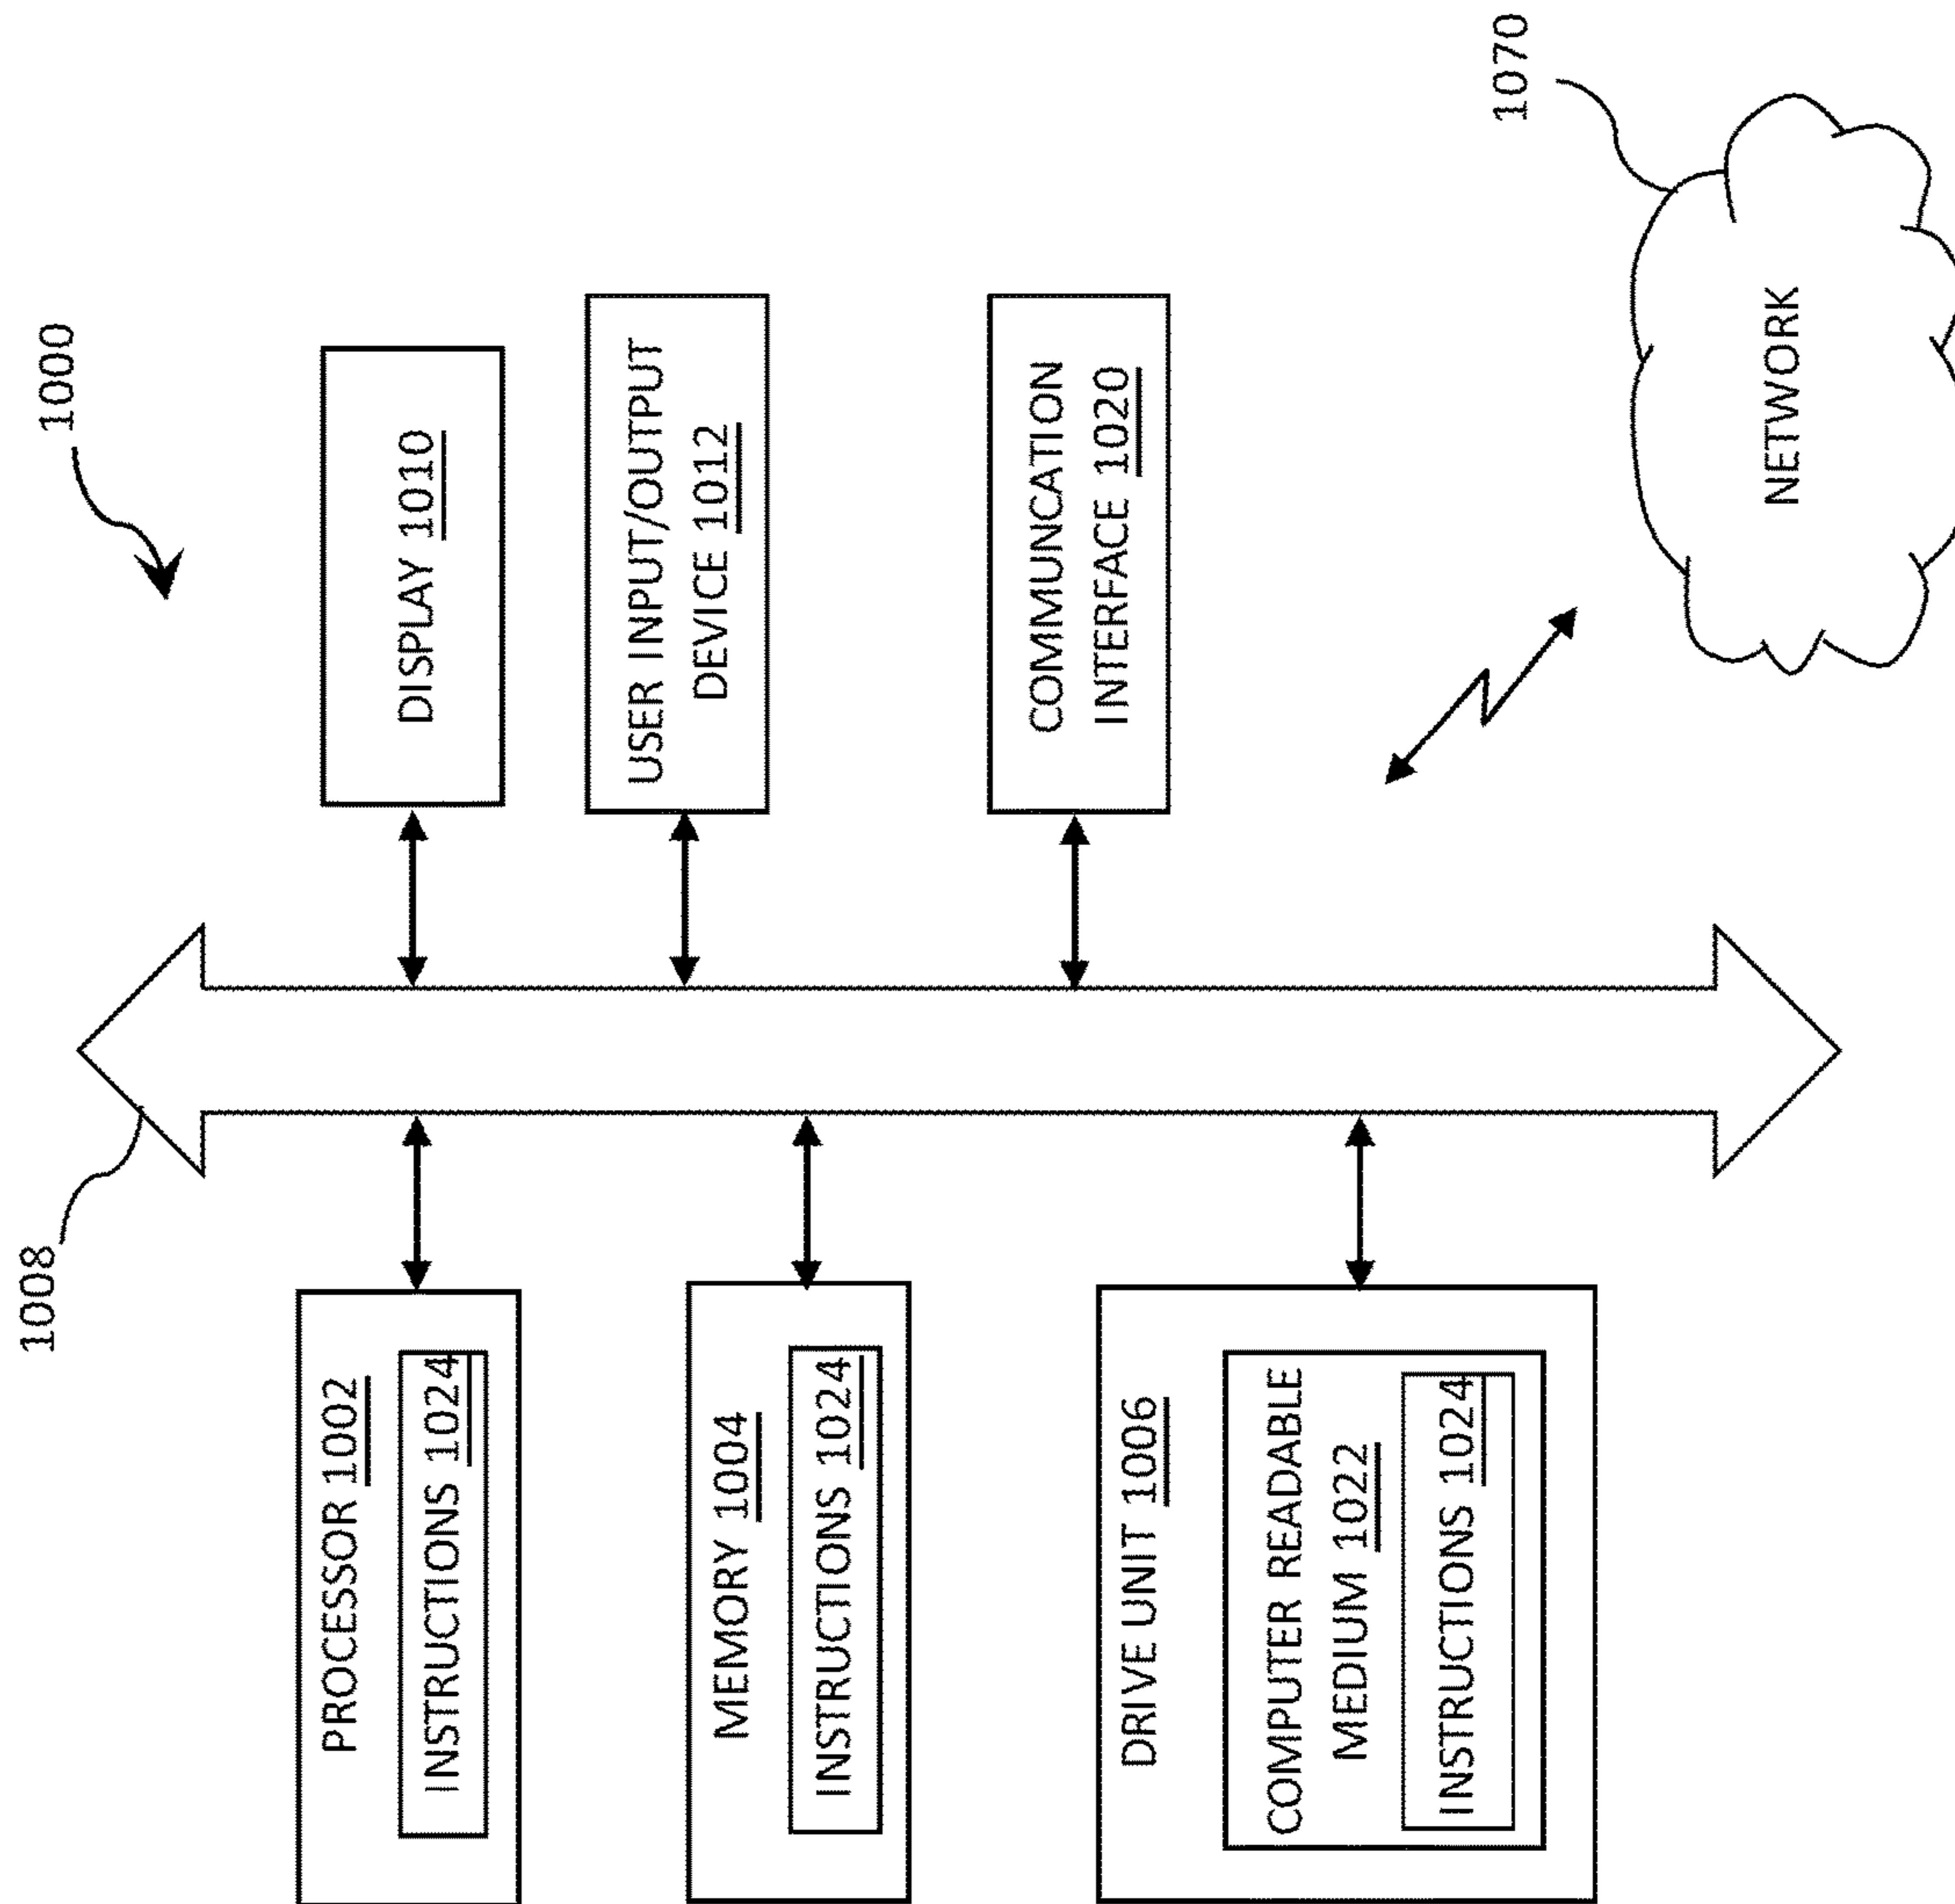 1008
1000
PROCESSOR 1002
INSTRUCTIONS 1024
DISPLAY 1010
USER INPUT/OUTPUT
DEVICE 1012
MEMORY 1004
INSTRUCTIONS 1024
COMMUNCATION
INTERFACE 1020
DRIVE UNIT 1006
COMPUTER READABLE
MEDIUM 1022
INSTRUCTIONS 1024
1070
NETWORK